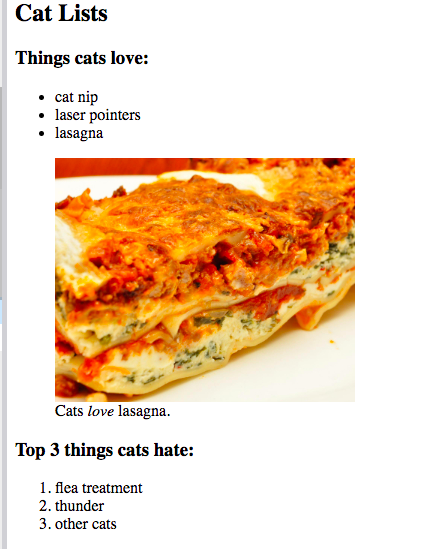 Cat Lists
Things cats love:
• cat nip
• laser pointers
• lasagna
Cats love lasagna.
Top 3 things cats hate:
1. flea treatment
2. thunder
3. other cats